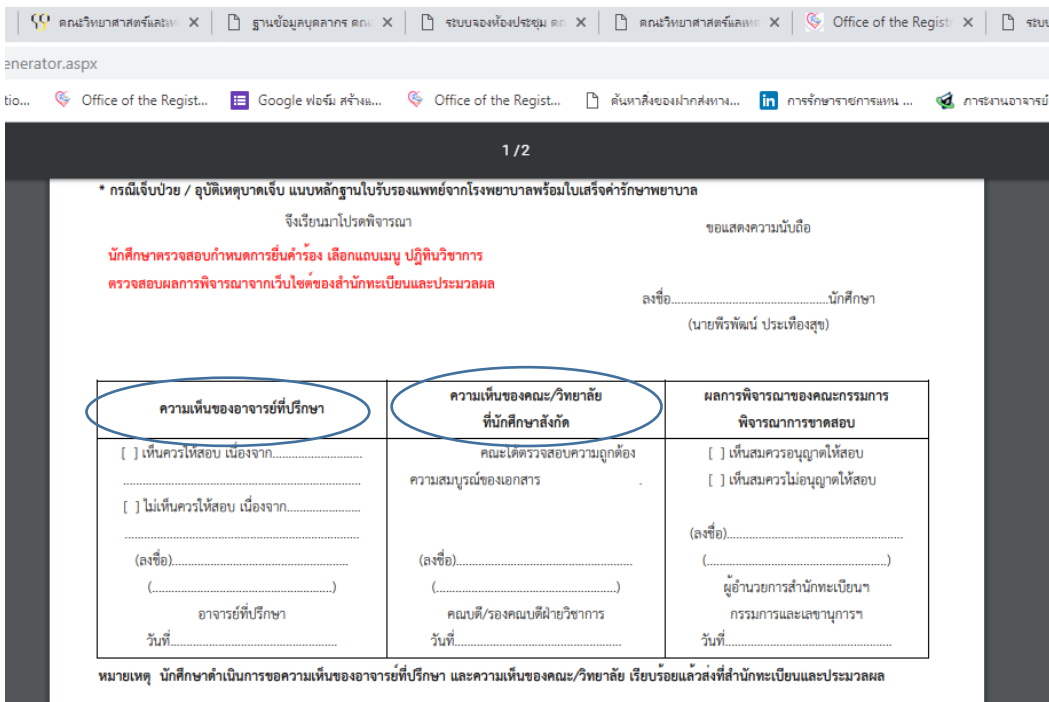 คณะวิทยาศาสตร์และเท
ฐานข้อมูลบุคลากร คณะ
ระบบจองห้องประชุม คณ
คณะวิทยาศาสตร์และเท
Office of the Registr
ระบ
enerator.aspx
tio...
Office of the Regist...
Google ฟอร์ม สร้างแ...
Office of the Regist...
ค้นหาสิ่งของฝากส่งทาง...
การรักษาราชการแทน ...
ภาระงานอาจารย์
1 / 2
* กรณีเจ็บป่วย / อุบัติเหตุบาดเจ็บ แนบหลักฐานใบรับรองแพทย์จากโรงพยาบาลพร้อมใบเสร็จค่ารักษาพยาบาล
จึงเรียนมาโปรดพิจารณา
ขอแสดงความนับถือ
นักศึกษาตรวจสอบกำหนดการยื่นคำร้อง เลือกแถบเมนู ปฏิทินวิชาการ
ตรวจสอบผลการพิจารณาจากเว็บไซต์ของสำนักทะเบียนและประมวลผล
ลงชื่อ................................................นักศึกษา
(นายพีรพัฒน์ ประเทืองสุข)
ความเห็นของอาจารย์ที่ปรึกษา
[ ] เห็นควรให้สอบ เนื่องจาก...........................
........................................................................
[ ] ไม่เห็นควรให้สอบ เนื่องจาก......................
........................................................................
(ลงชื่อ).....................................................
(......................................................)
อาจารย์ที่ปรึกษา
วันที่..................................................
ความเห็นของคณะ/วิทยาลัย
ที่นักศึกษาสังกัด
คณะได้ตรวจสอบความถูกต้อง
ความสมบูรณ์ของเอกสาร .
(ลงชื่อ).....................................................
(......................................................)
คณบดี/รองคณบดีฝ่ายวิชาการ
วันที่..................................................
ผลการพิจารณาของคณะกรรมการ
พิจารณาการขาดสอบ
[ ] เห็นสมควรอนุญาตให้สอบ
[ ] เห็นสมควรไม่อนุญาตให้สอบ
(ลงชื่อ).....................................................
(......................................................)
ผู้อำนวยการสำนักทะเบียนฯ
กรรมการและเลขานุการฯ
วันที่..................................................
หมายเหตุ นักศึกษาดำเนินการขอความเห็นของอาจารย์ที่ปรึกษา และความเห็นของคณะ/วิทยาลัย เรียบร้อยแล้วส่งที่สำนักทะเบียนและประมวลผล